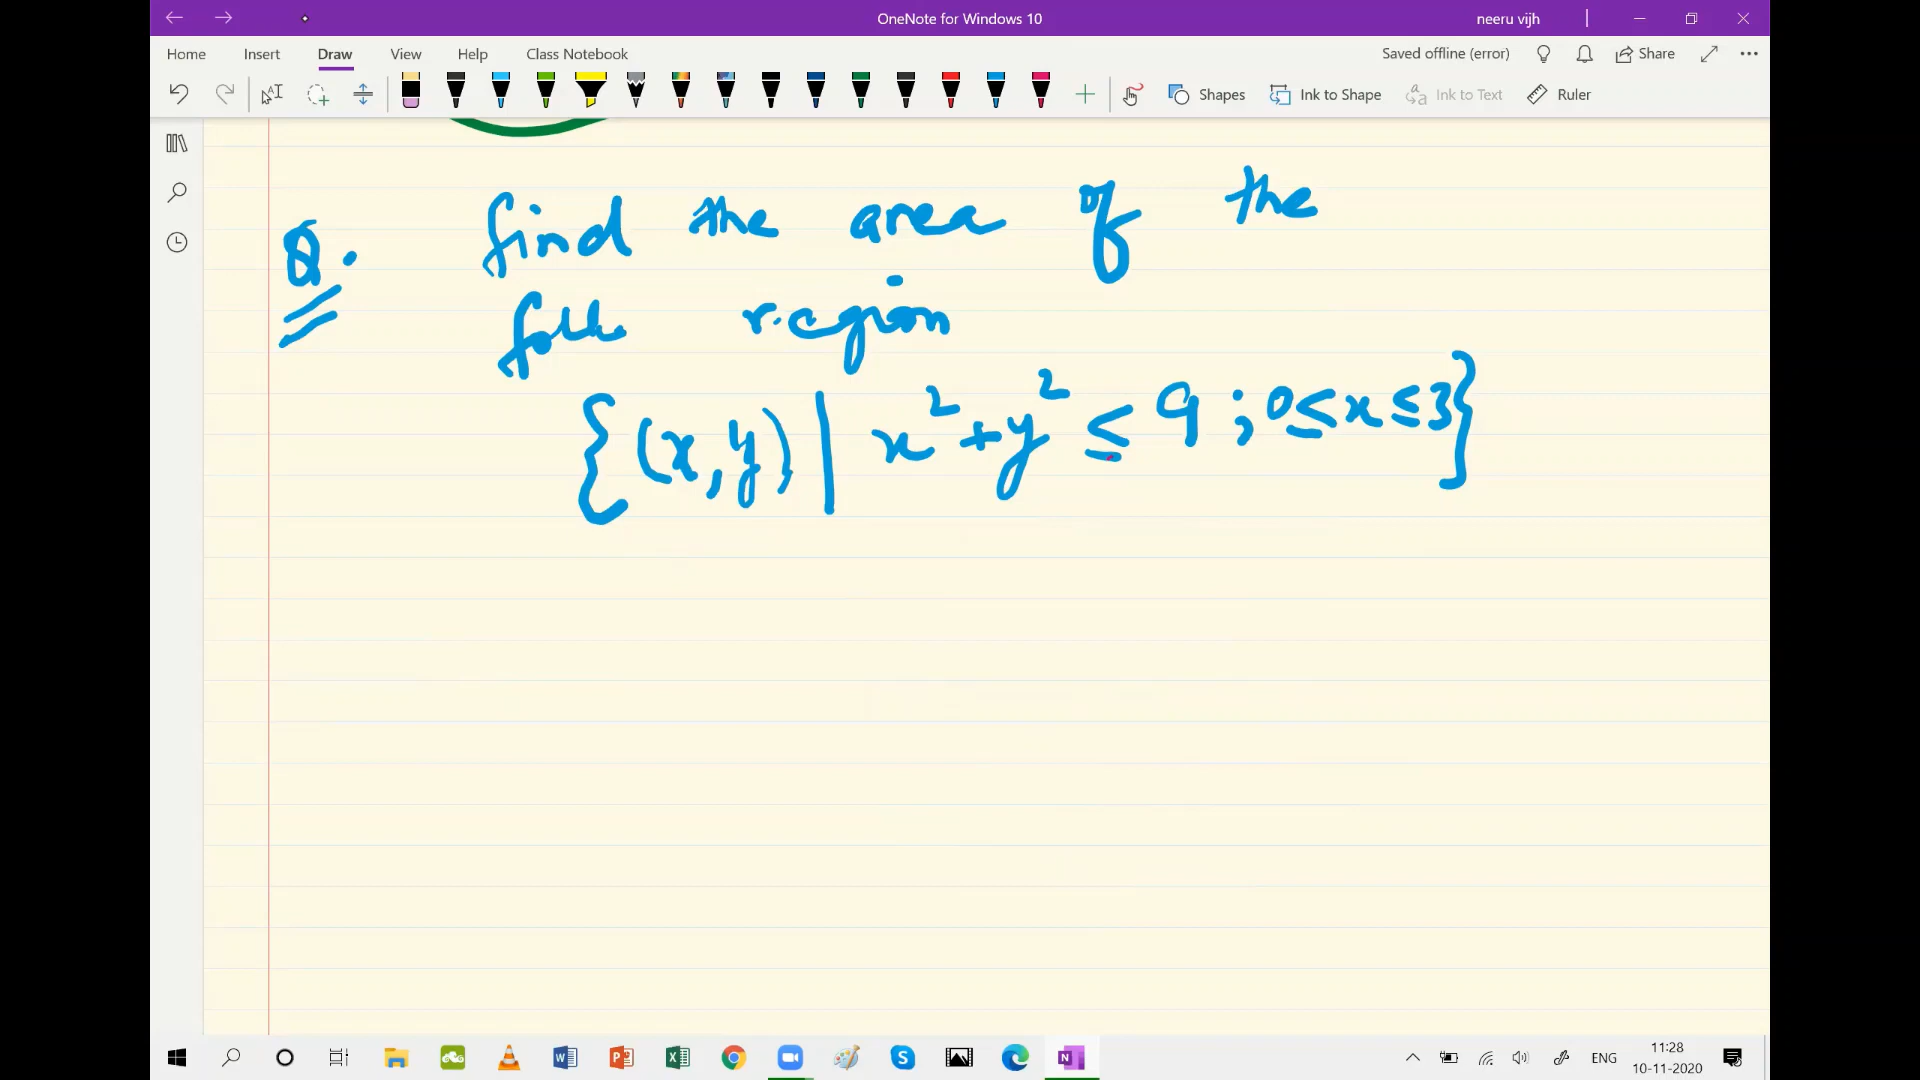 OneNote for Windows 10
neeru vijh
Home Insert Draw View Help Class Notebook
Saved offline (error) Share
Shapes Ink to Shape Ink to Text Ruler
Q. find the area of the
foll. region
{(x,y) | x²+y² ≤ 9 ; 0≤x≤3}
ENG
11:28
10-11-2020